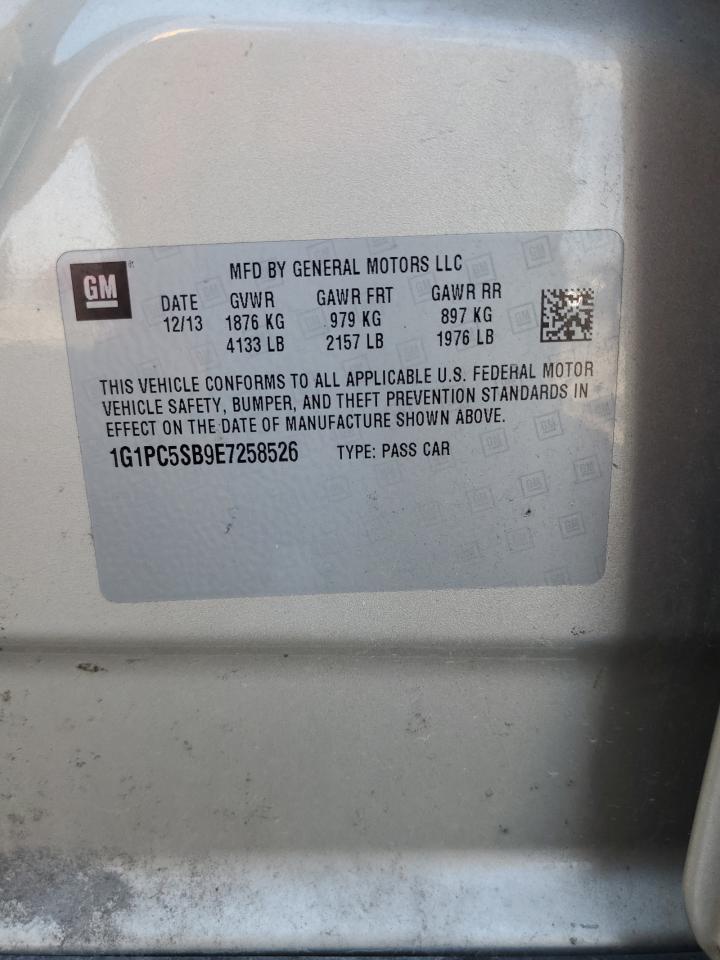 GM
MFD BY GENERAL MOTORS LLC
DATE GVWR GAWR FRT GAWR RR
12/13 1876 KG 979 KG 897 KG
4133 LB 2157 LB 1976 LB
THIS VEHICLE CONFORMS TO ALL APPLICABLE U.S. FEDERAL MOTOR
VEHICLE SAFETY, BUMPER, AND THEFT PREVENTION STANDARDS IN
EFFECT ON THE DATE OF MANUFACTURE SHOWN ABOVE.
1G1PC5SB9E7258526 TYPE: PASS CAR